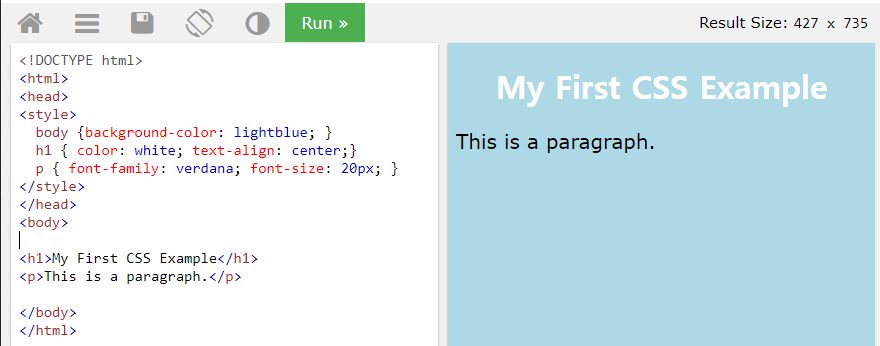 Run »
Result Size: 427 x 735
<!DOCTYPE html>
<html>
<head>
<style>
  body {background-color: lightblue; }
  h1 { color: white; text-align: center;}
  p { font-family: verdana; font-size: 20px; }
</style>
</head>
<body>
<h1>My First CSS Example</h1>
<p>This is a paragraph.</p>
</body>
</html>
My First CSS Example
This is a paragraph.